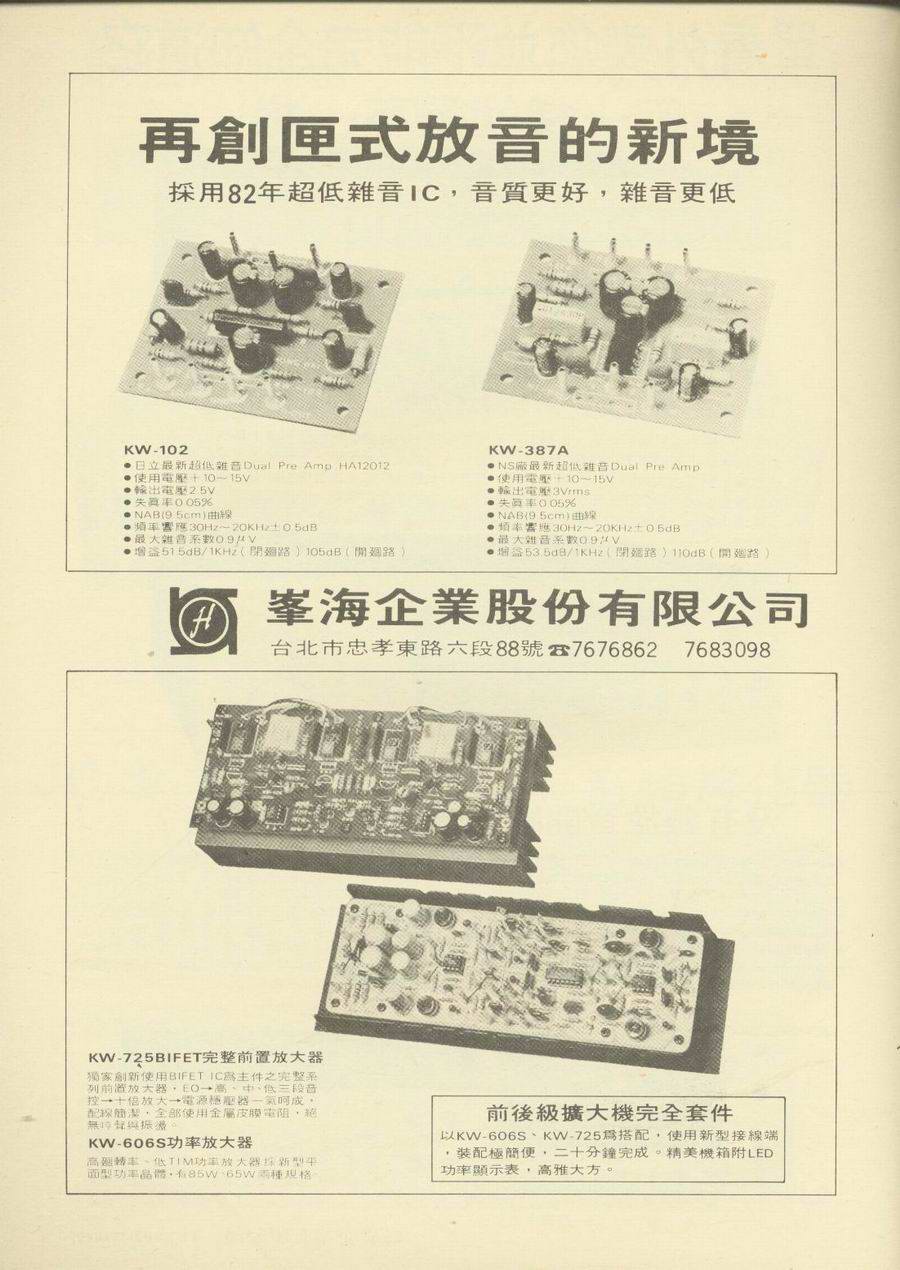 再創匣式放音的新境
採用82年超低雜音IC，音質更好，雜音更低
KW-102
●日立最新超低雜音Dual Pre Amp HA12012
●使用電壓＋10～15V
●輸出電壓2.5V
●失真率0.05%
●NAB(9.5cm)曲線
●頻率響應30Hz～20KHz±0.5dB
●最大雜音系數0.9μV
●增益51.5dB/1KHz（閉廻路）105dB（開廻路）
KW-387A
●NS廠最新超低雜音Dual Pre Amp
●使用電壓＋10～15V
●輸出電壓3Vrms
●失真率0.05%
●NAB(9.5cm)曲線
●頻率響應30Hz～20KHz±0.5dB
●最大雜音系數0.9μV
●增益53.5dB/1KHz（閉廻路）110dB（開廻路）
H
峯海企業股份有限公司
台北市忠孝東路六段88號☎7676862 7683098
KW-725BIFET完整前置放大器
獨家創新使用BIFET IC爲主件之完整系
列前置放大器，EQ→高、中、低三段音
控→十倍放大→電源穩壓器一氣呵成，
配線簡潔，全部使用金屬皮膜電阻，絕
無哼聲與振盪。
KW-606S功率放大器
高廻轉率、低TIM功率放大器採新型平
面型功率晶體，有85W、65W兩種規格
前後級擴大機完全套件
以KW-606S、KW-725爲搭配，使用新型接線端
，裝配極簡便，二十分鐘完成。精美機箱附LED
功率顯示表，高雅大方。